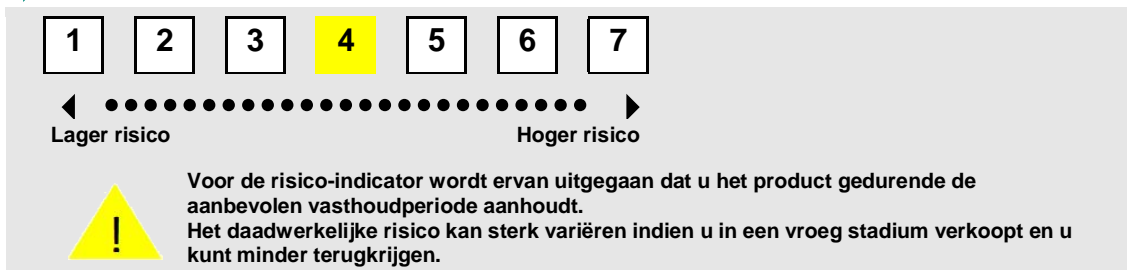 1 2 3 4 5 6 7
Lager risico Hoger risico
Voor de risico-indicator wordt ervan uitgegaan dat u het product gedurende de
aanbevolen vasthoudperiode aanhoudt.
Het daadwerkelijke risico kan sterk variëren indien u in een vroeg stadium verkoopt en u
kunt minder terugkrijgen.
!